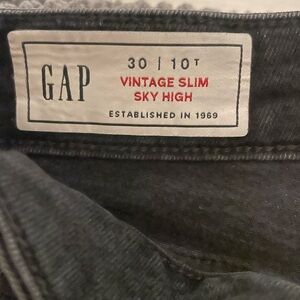 GAP
30 | 10T
VINTAGE SLIM
SKY HIGH
ESTABLISHED IN 1969